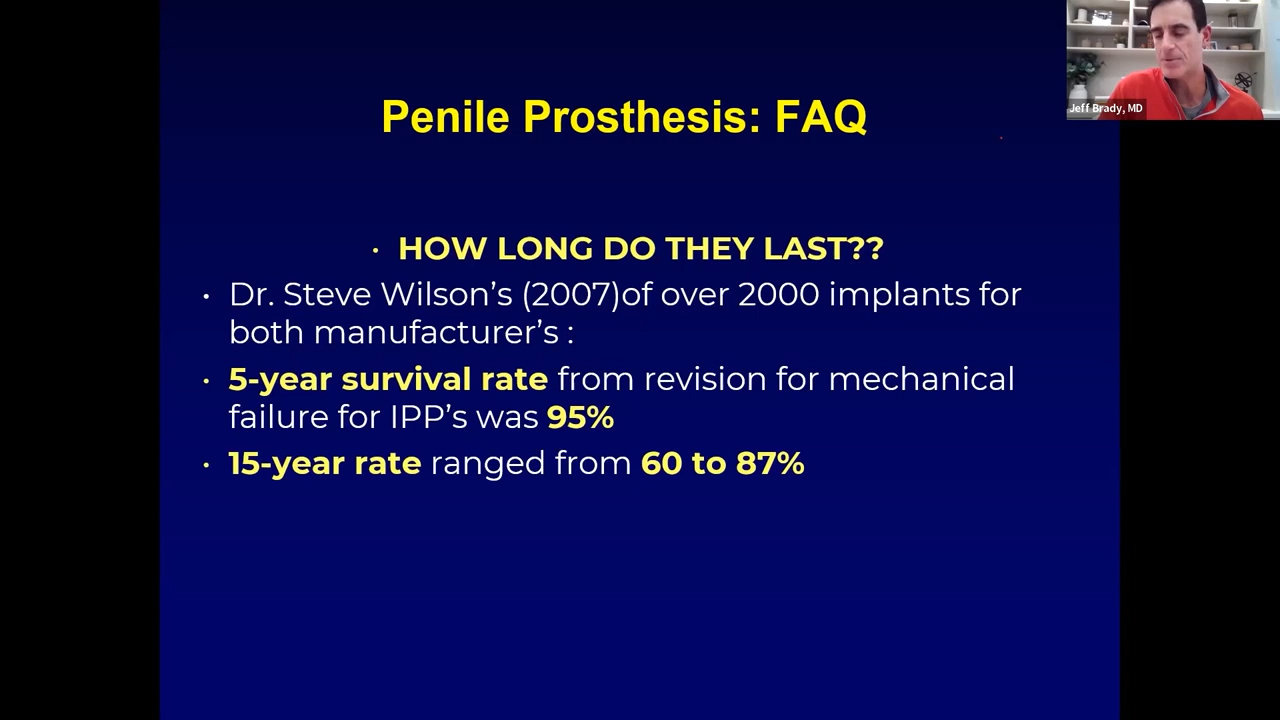 Penile Prosthesis: FAQ
Jeff Brady, MD
• HOW LONG DO THEY LAST??
• Dr. Steve Wilson’s (2007)of over 2000 implants for
both manufacturer’s :
• 5-year survival rate from revision for mechanical
failure for IPP’s was 95%
• 15-year rate ranged from 60 to 87%